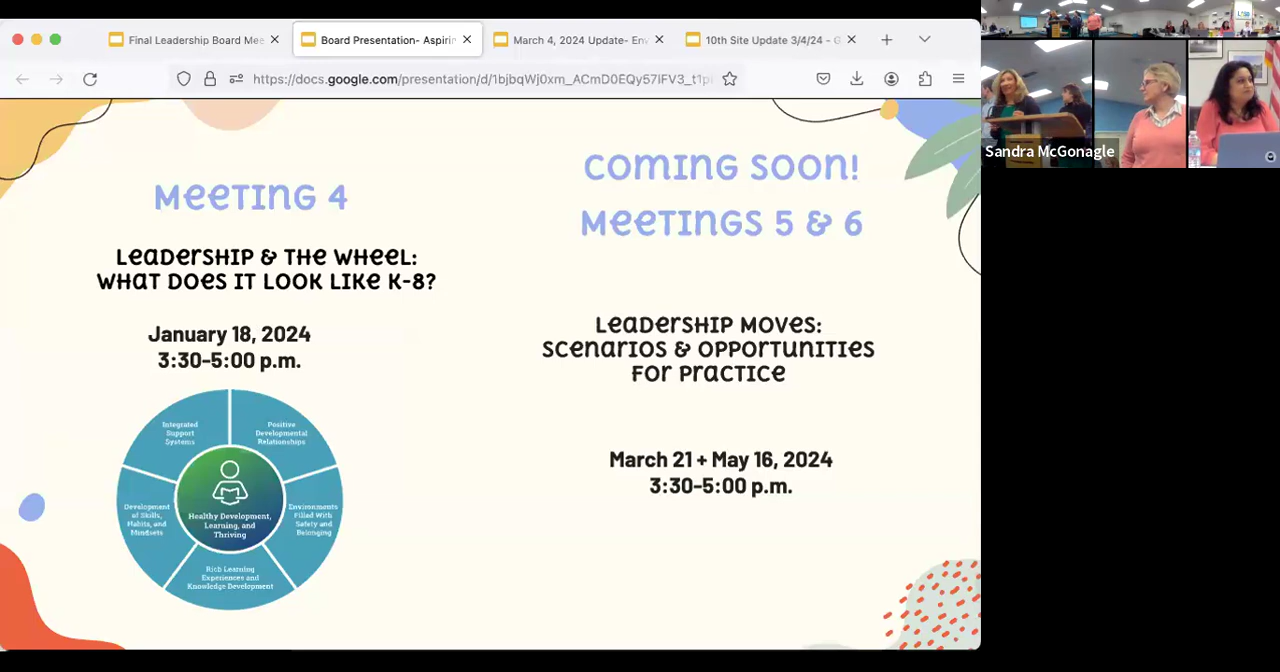 Final Leadership Board Mee
Board Presentation- Aspirin
March 4, 2024 Update- Env
10th Site Update 3/4/24 – G
https://docs.google.com/presentation/d/1bjbqWj0xm_ACmD0EQy57iFV3_t1p
MEETING 4
LEADERSHIP & THE WHEEL:
WHAT DOES IT LOOK LIKE K-8?
January 18, 2024
3:30-5:00 p.m.
Integrated
Support
Systems
Positive
Developmental
Relationships
Development
of Skills,
Habits, and
Mindsets
Healthy Development,
Learning, and
Thriving
Environments
Filled With
Safety and
Belonging
Rich Learning
Experiences and
Knowledge Development
COMING SOON!
MEETINGS 5 & 6
LEADERSHIP MOVES:
SCENARIOS & OPPORTUNITIES
FOR PRACTICE
March 21 + May 16, 2024
3:30-5:00 p.m.
Sandra McGonagle